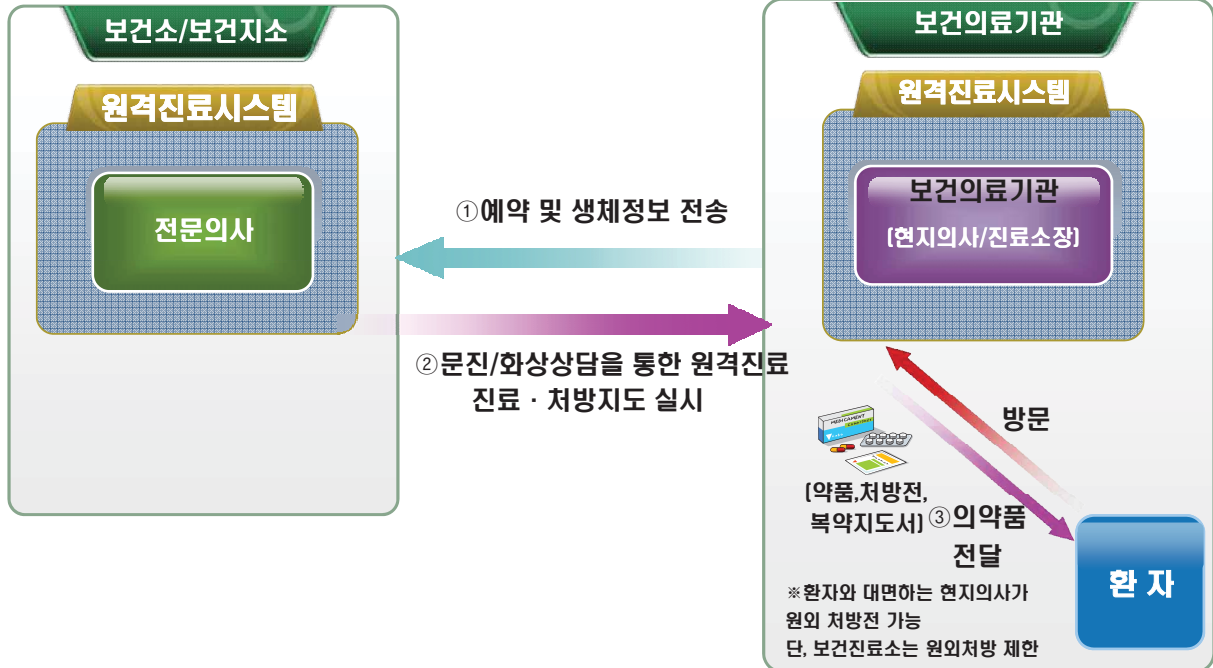 보건소/보건지소
원격진료시스템
전문의사
①예약 및 생체정보 전송
②문진/화상상담을 통한 원격진료
진료 · 처방지도 실시
보건의료기관
원격진료시스템
보건의료기관
(현지의사/진료소장)
방문
MEDICAMENT
(약품,처방전,
복약지도서)
③의약품
전달
환 자
※환자와 대면하는 현지의사가
원외 처방전 가능
단, 보건진료소는 원외처방 제한